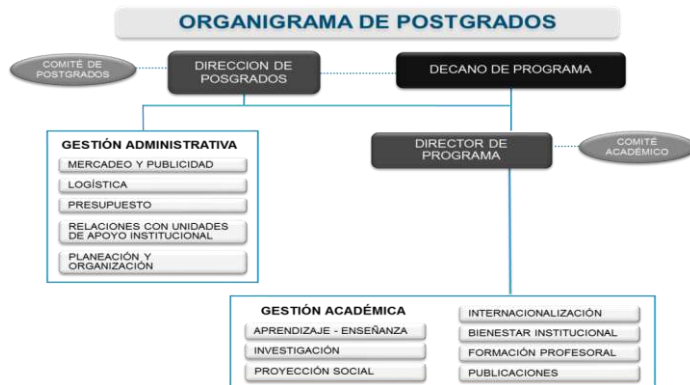 ORGANIGRAMA DE POSTGRADOS
COMITÉ DE
POSTGRADOS
DIRECCION DE
POSGRADOS
DECANO DE PROGRAMA
GESTIÓN ADMINISTRATIVA
MERCADEO Y PUBLICIDAD
LOGÍSTICA
PRESUPUESTO
RELACIONES CON UNIDADES
DE APOYO INSTITUCIONAL
PLANEACIÓN Y
ORGANIZACIÓN
DIRECTOR DE
PROGRAMA
COMITÉ
ACADÉMICO
GESTIÓN ACADÉMICA
APRENDIZAJE - ENSEÑANZA
INVESTIGACIÓN
PROYECCIÓN SOCIAL
INTERNACIONALIZACIÓN
BIENESTAR INSTITUCIONAL
FORMACIÓN PROFESORAL
PUBLICACIONES